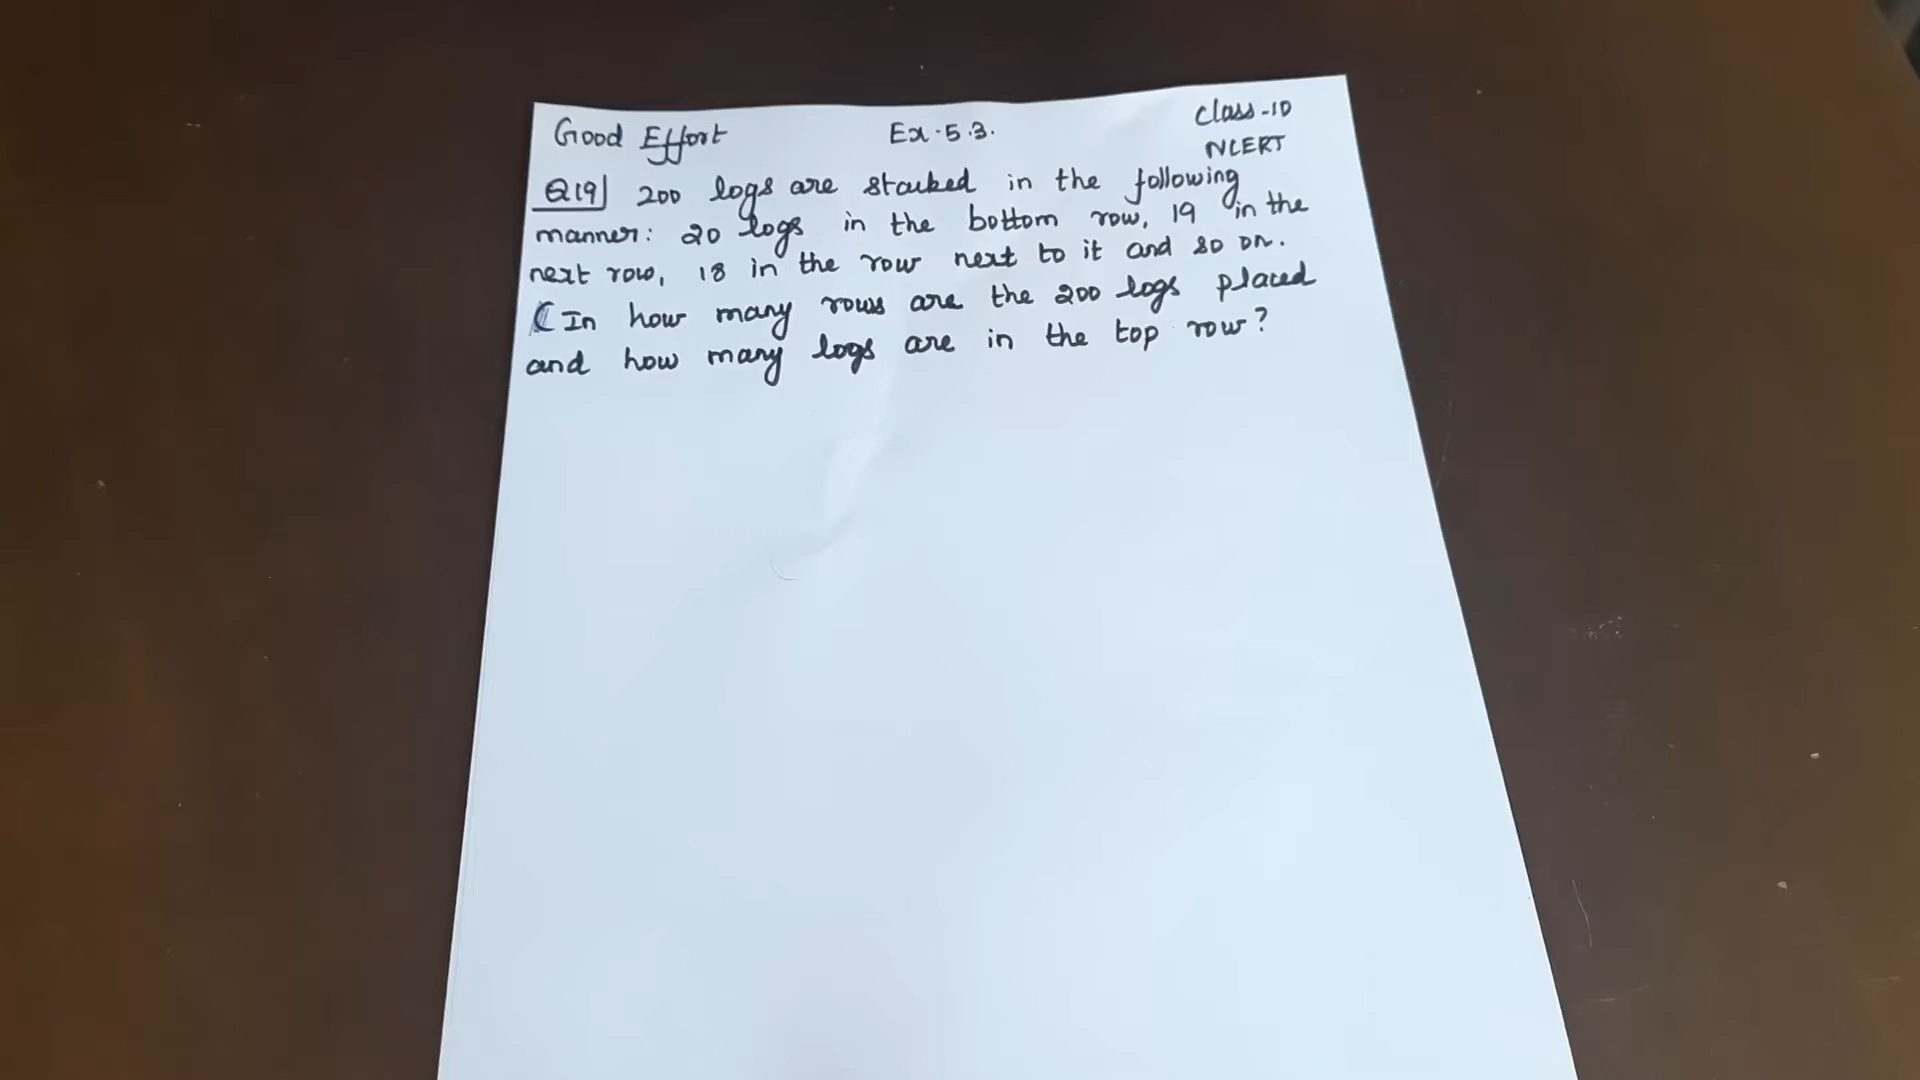 Good Effort Ex.5.3. Class-10
NCERT
Q19] 200 logs are stacked in the following
manner: 20 logs in the bottom row, 19 in the
next row, 18 in the row next to it and so on.
(In how many rows are the 200 logs placed
and how many logs are in the top row?